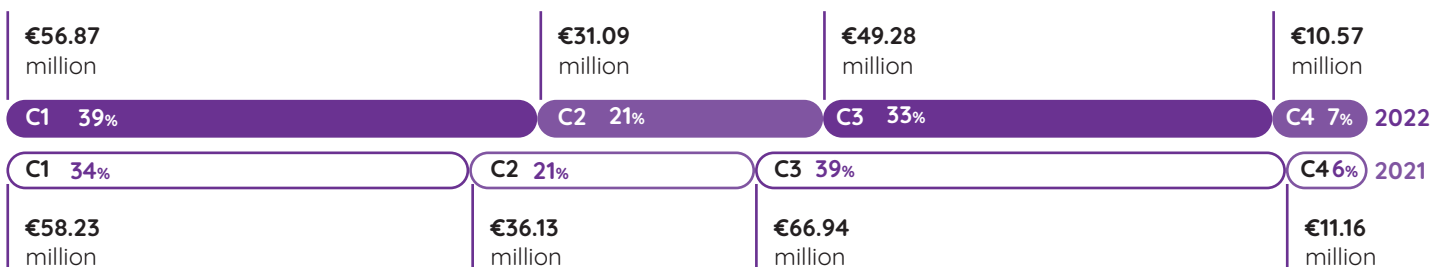 €56.87 €31.09 €49.28 €10.57
million million million million
C1 39% C2 21% C3 33% C4 7% 2022
C1 34% C2 21% C3 39% C4 6% 2021
€58.23 €36.13 €66.94 €11.16
million million million million